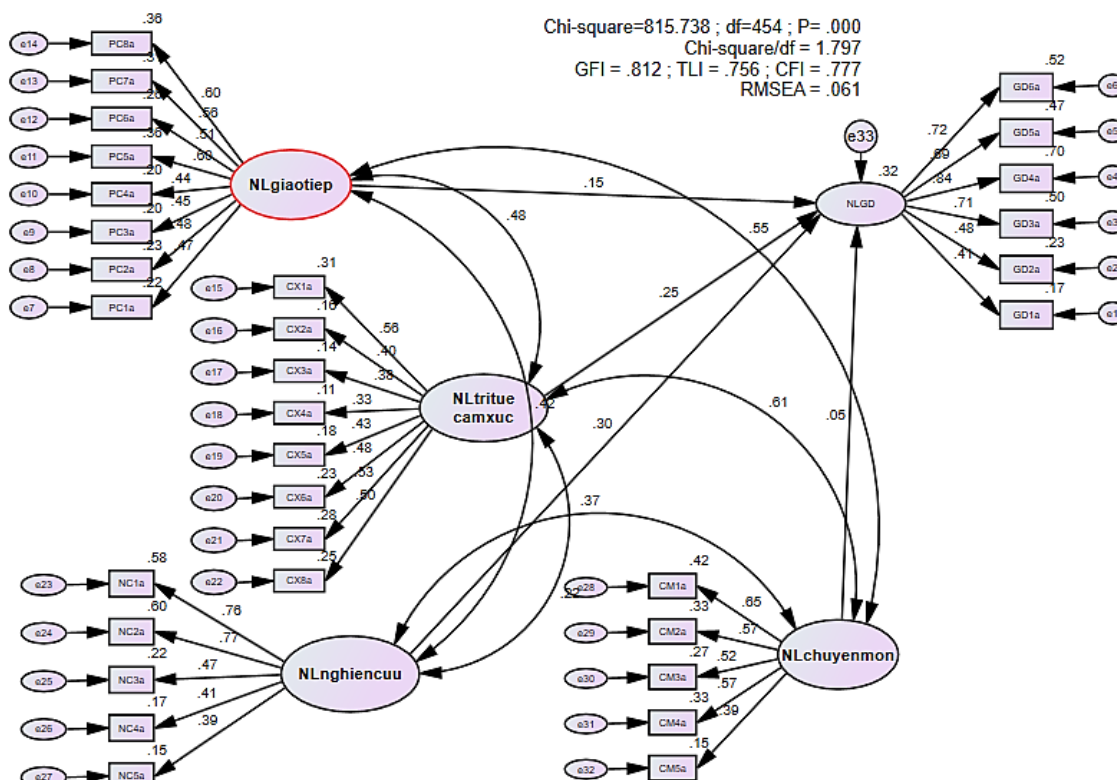 Chi-square=815.738 ; df=454 ; P= .000
Chi-square/df = 1.797
GFI = .812 ; TLI = .756 ; CFI = .777
RMSEA = .061
.36
e14
PC8a
.60
e13
PC7a
.56
e12
PC6a
.51
.36
e11
PC5a
.60
.20
e10
PC4a
.44
.20
e9
PC3a
.45
.23
e8
PC2a
.48
.22
e7
PC1a
.47
NLgiaotiep
.15
.48
.55
e33
.32
NLGD
.52
GD6a
.72
.47
GD5a
.70
GD4a
.84
.50
GD3a
.71
.23
GD2a
.48
.17
GD1a
.41
.31
e15
CX1a
.56
.16
e16
CX2a
.40
.14
e17
CX3a
.38
.11
e18
CX4a
.33
.18
e19
CX5a
.43
.23
e20
CX6a
.48
.28
e21
CX7a
.53
.25
e22
CX8a
.50
NLtritue
camxuc
.42
.25
.30
.61
.05
.37
.58
e23
NC1a
.76
.60
e24
NC2a
.77
.22
e25
NC3a
.47
.17
e26
NC4a
.41
.15
e27
NC5a
.39
NLnghiencuu
.42
e28
CM1a
.65
.33
e29
CM2a
.57
.27
e30
CM3a
.52
.33
e31
CM4a
.57
.15
e32
CM5a
.39
NLchuyenmon